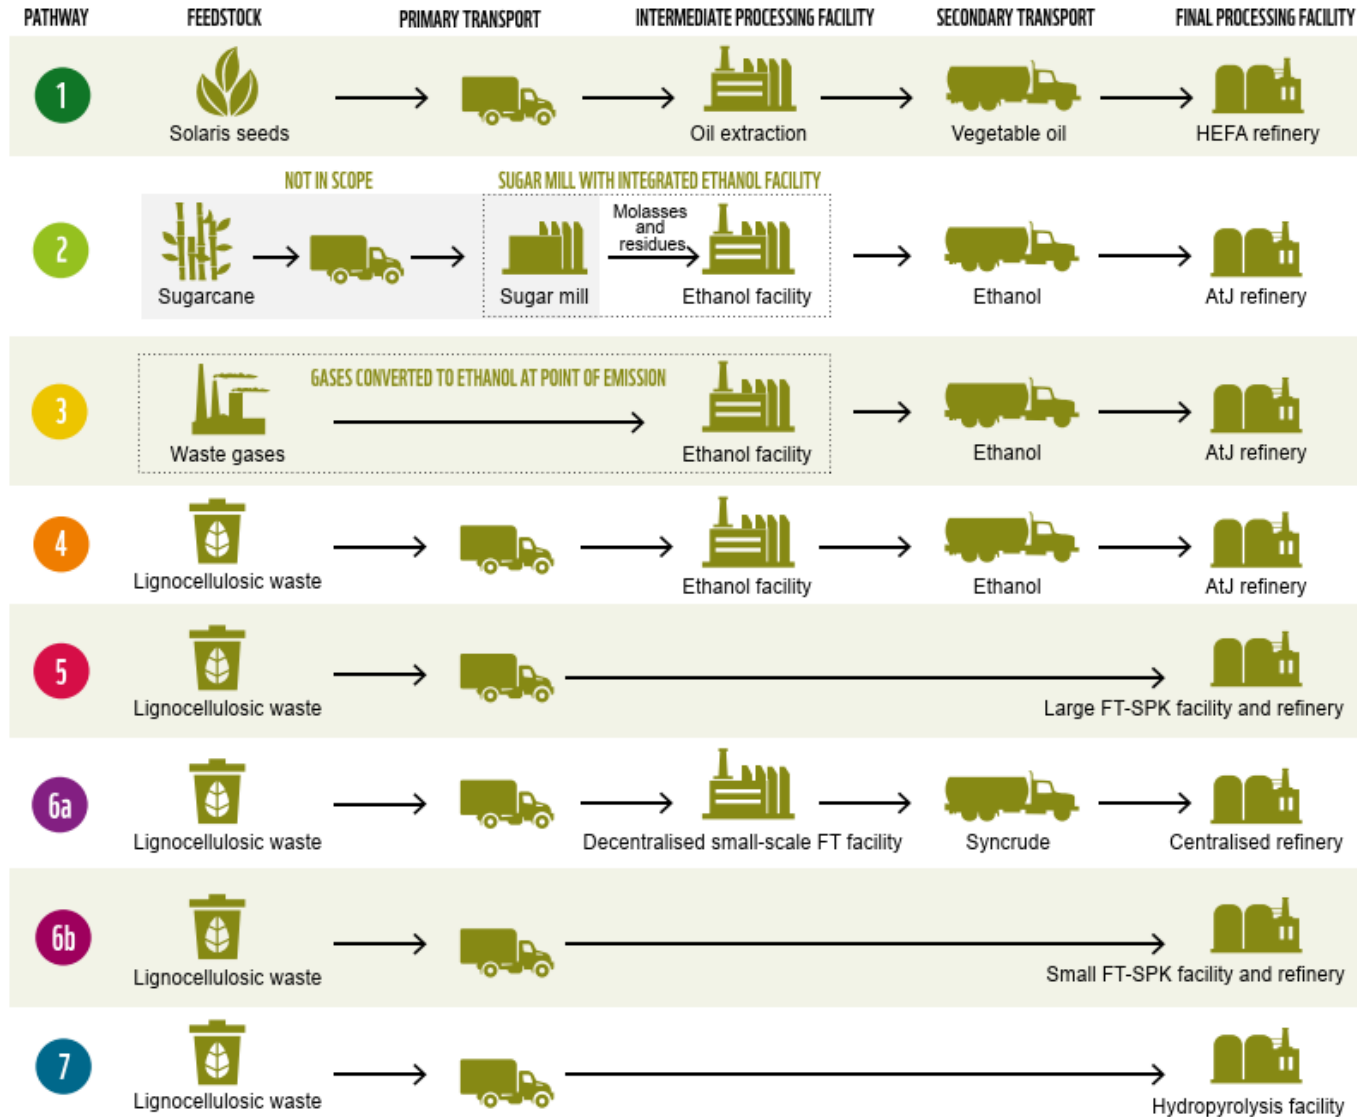 PATHWAY FEEDSTOCK PRIMARY TRANSPORT INTERMEDIATE PROCESSING FACILITY SECONDARY TRANSPORT FINAL PROCESSING FACILITY
1
Solaris seeds Oil extraction Vegetable oil HEFA refinery
NOT IN SCOPE SUGAR MILL WITH INTEGRATED ETHANOL FACILITY
2
Molasses
and
residues
Sugarcane Sugar mill Ethanol facility Ethanol AtJ refinery
3
GASES CONVERTED TO ETHANOL AT POINT OF EMISSION
Waste gases Ethanol facility Ethanol AtJ refinery
4
Lignocellulosic waste Ethanol facility Ethanol AtJ refinery
5
Lignocellulosic waste Large FT-SPK facility and refinery
6a
Lignocellulosic waste Decentralised small-scale FT facility Syncrude Centralised refinery
6b
Lignocellulosic waste Small FT-SPK facility and refinery
7
Lignocellulosic waste Hydropyrolysis facility